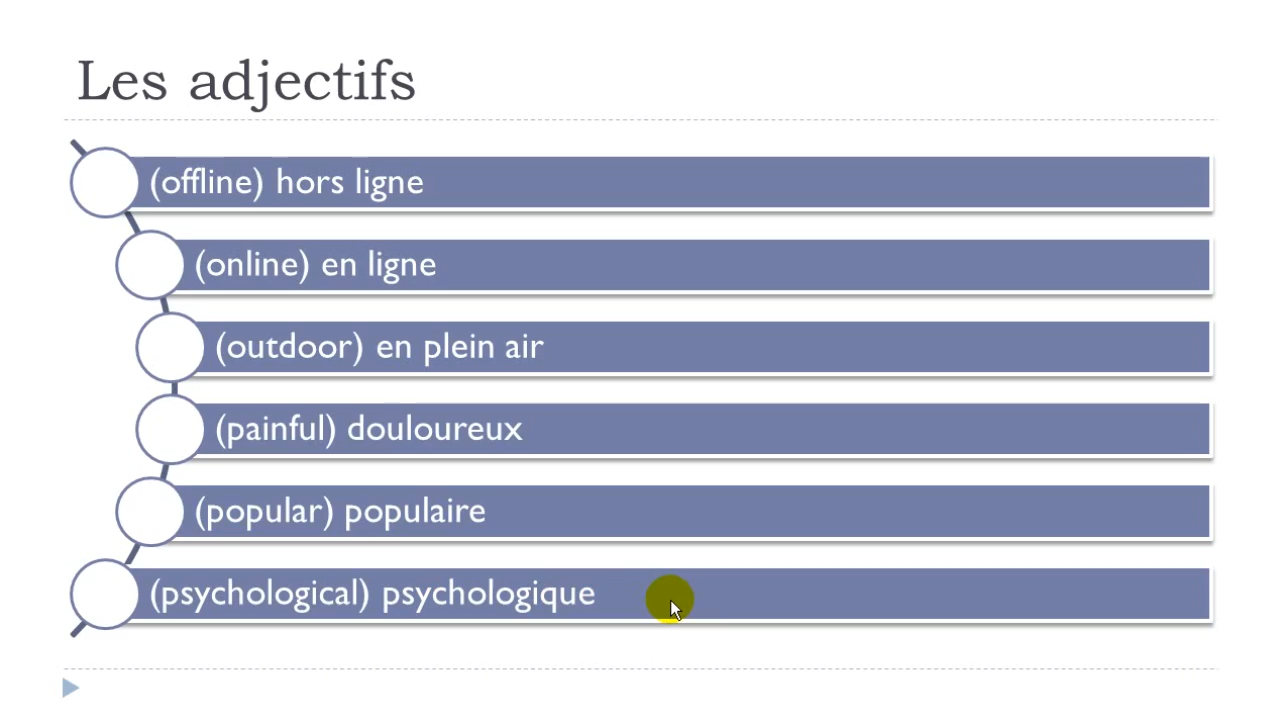 Les adjectifs
(offline) hors ligne
(online) en ligne
(outdoor) en plein air
(painful) douloureux
(popular) populaire
(psychological) psychologique